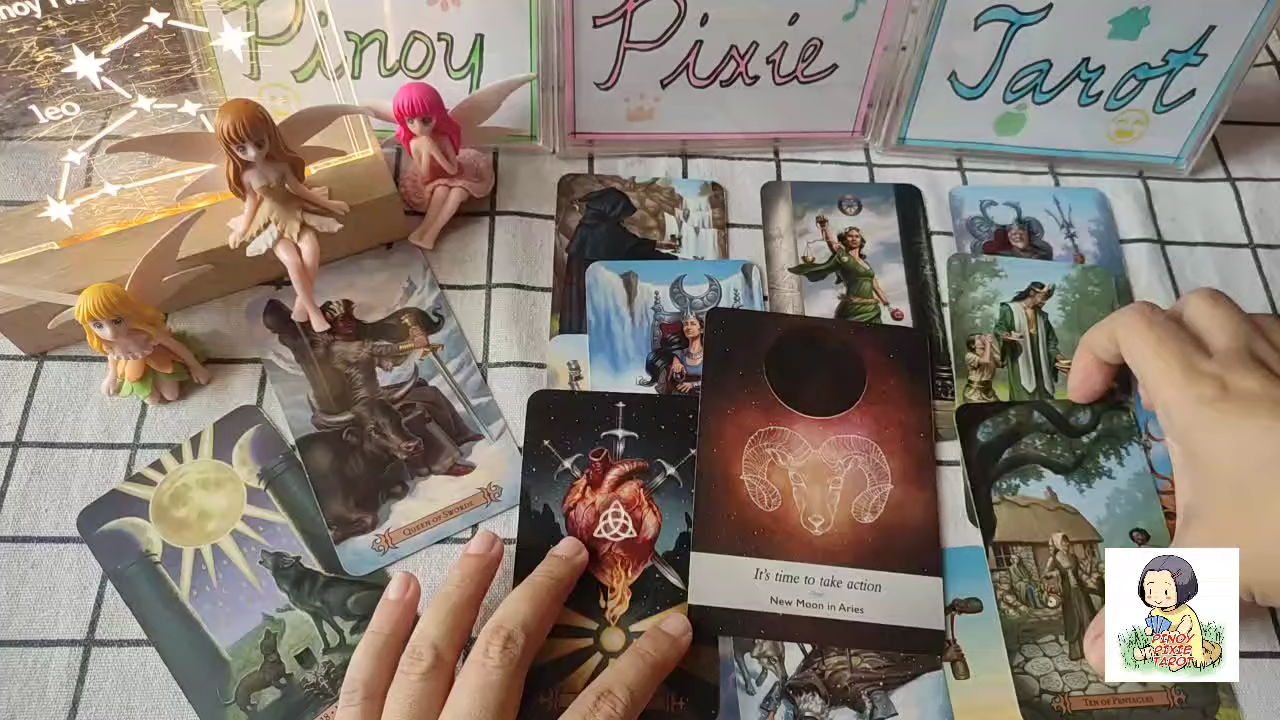 Pinoy
Pixie
Tarot
leo
QUEEN OF SWORDS
It's time to take action
New Moon in Aries
TEN OF PENTACLES
PINOY
PIXIE
TAROT